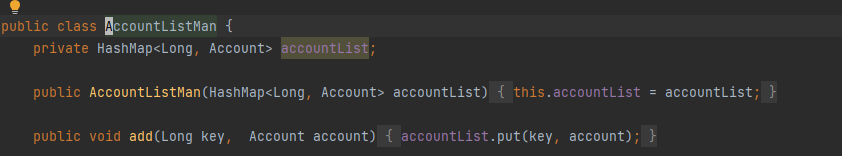 public class AccountListMan {
private HashMap<Long, Account> accountList;
public AccountListMan(HashMap<Long, Account> accountList) { this.accountList = accountList; }
public void add(Long key,  Account account) { accountList.put(key, account); }